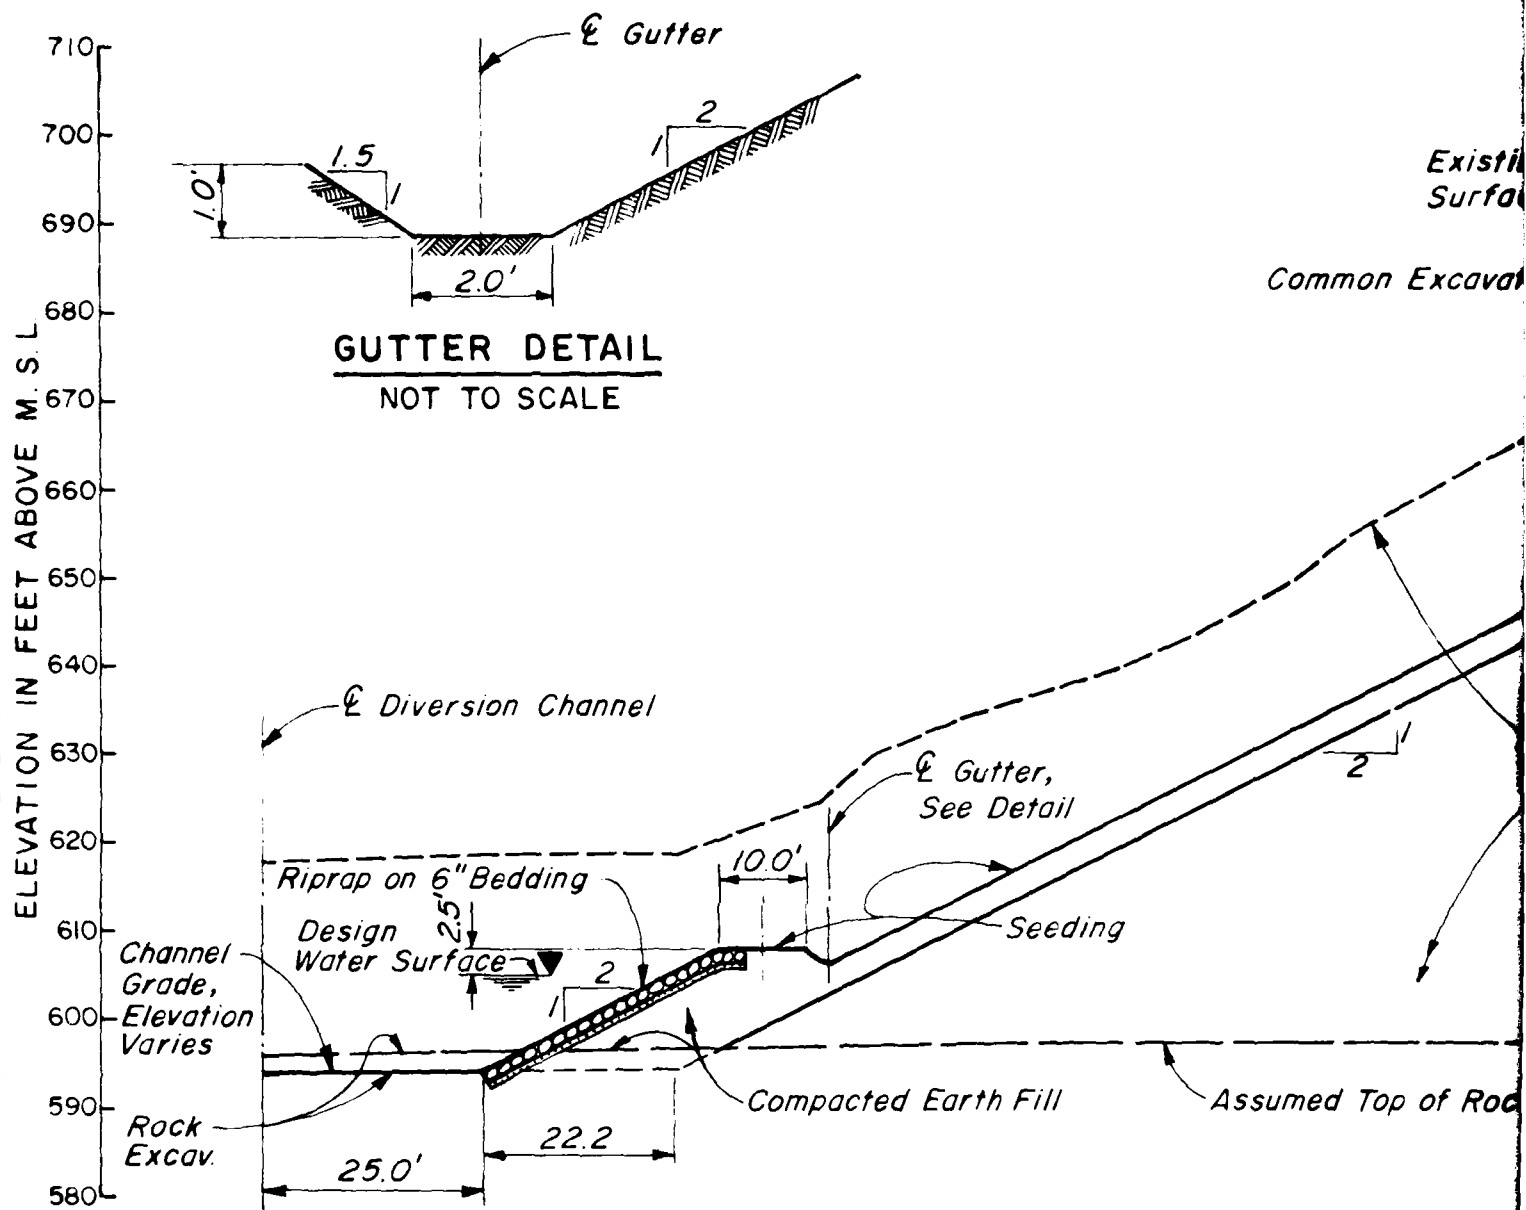 ELEVATION IN FEET ABOVE M.S.L.
710
700
690
680
670
660
650
640
630
620
610
600
590
580
℄ Gutter
1.5
1
2
1
1.0'
2.0'
GUTTER DETAIL
NOT TO SCALE
Existi
Surfa
Common Excava
℄ Diversion Channel
℄ Gutter,
See Detail
1
2
10.0'
Riprap on 6" Bedding
2.5'
Design
Water Surface
Seeding
Channel
Grade,
Elevation
Varies
2
1
Compacted Earth Fill
Assumed Top of Roc
Rock
Excav.
22.2
25.0'